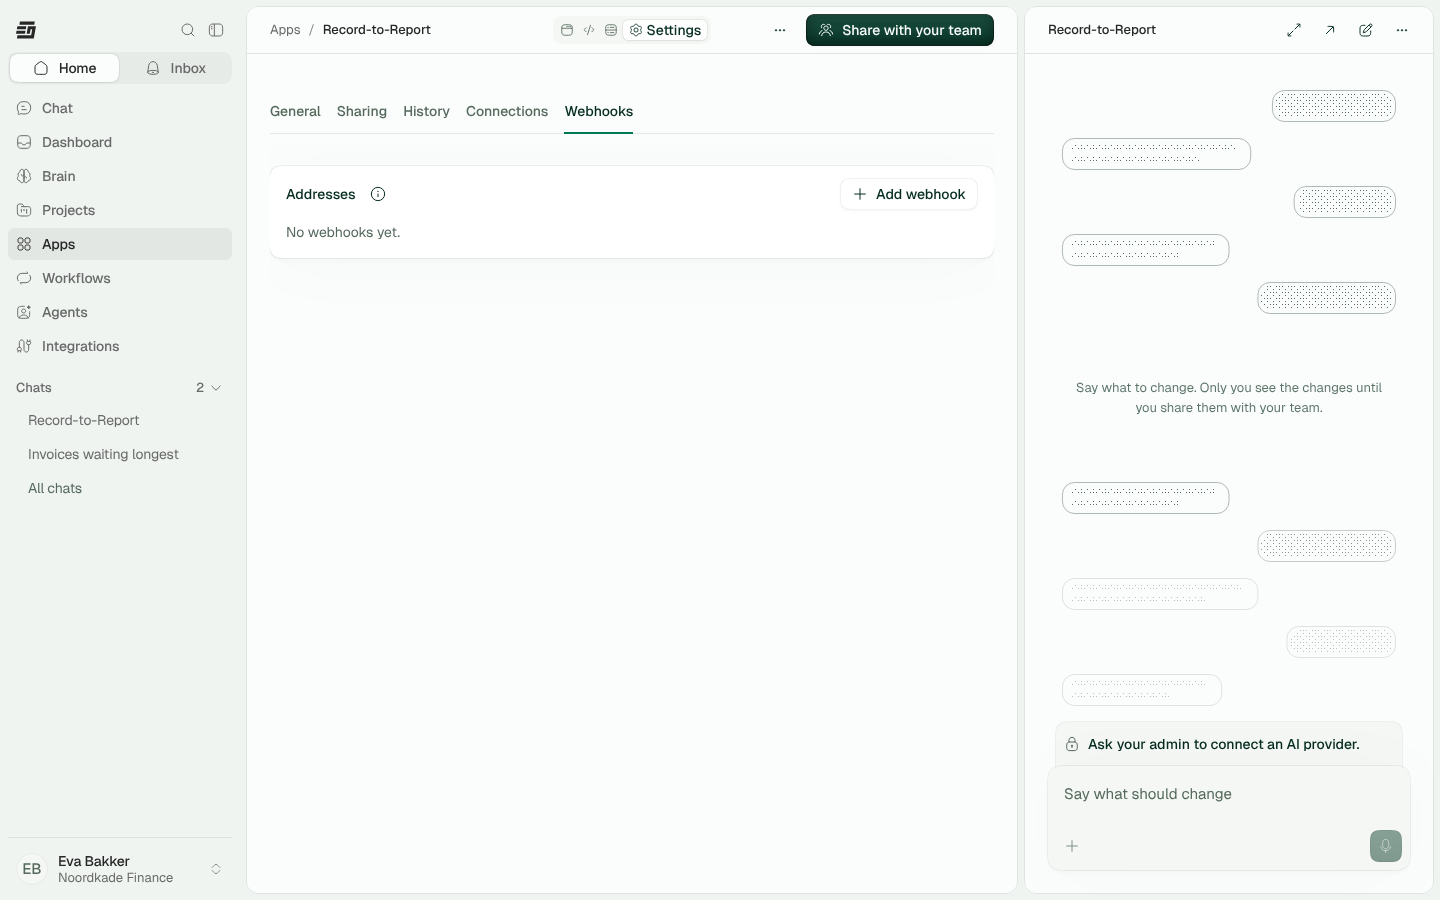 Home
Inbox
Chat
Dashboard
Brain
Projects
Apps
Workflows
Agents
Integrations
Chats 2
Record-to-Report
Invoices waiting longest
All chats
EB
Eva Bakker
Noordkade Finance
Apps / Record-to-Report
Settings
Share with your team
General
Sharing
History
Connections
Webhooks
Addresses
Add webhook
No webhooks yet.
Record-to-Report
Say what to change. Only you see the changes until
you share them with your team.
Ask your admin to connect an AI provider.
Say what should change